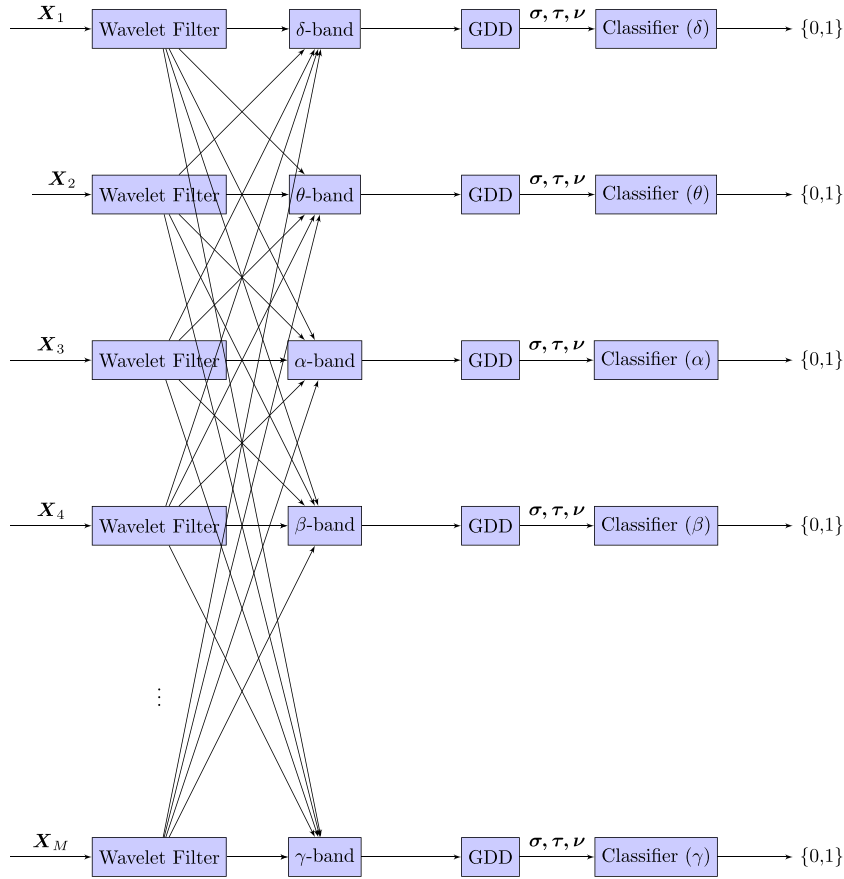 X₁ Wavelet Filter δ-band GDD σ, τ, ν Classifier (δ) {0,1}
X₂ Wavelet Filter θ-band GDD σ, τ, ν Classifier (θ) {0,1}
X₃ Wavelet Filter α-band GDD σ, τ, ν Classifier (α) {0,1}
X₄ Wavelet Filter β-band GDD σ, τ, ν Classifier (β) {0,1}
⋮
X_M Wavelet Filter γ-band GDD σ, τ, ν Classifier (γ) {0,1}